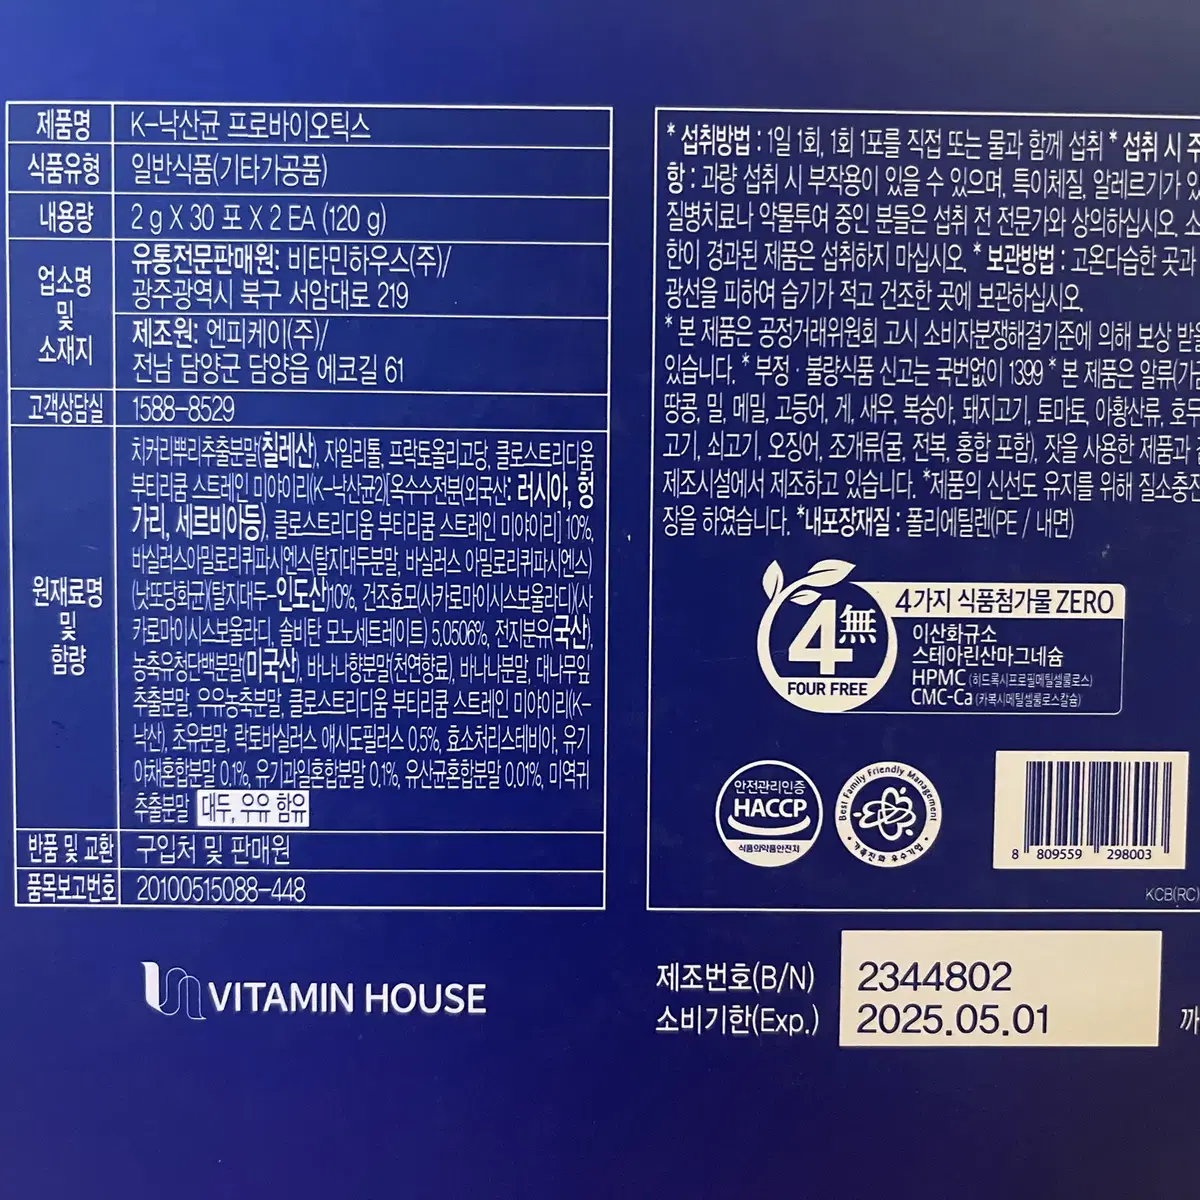 제품명 K-낙산균 프로바이오틱스
식품유형 일반식품(기타가공품)
내용량 2 g X 30 포 X 2 EA (120 g)
업소명 및 소재지
유통전문판매원: 비타민하우스(주)/
광주광역시 북구 서암대로 219
제조원: 엔피케이(주)/
전남 담양군 담양읍 에코길 61
고객상담실 1588-8529
원재료명 및 함량
치커리뿌리추출분말(칠레산), 자일리톨, 프락토올리고당, 클로스트리디움
부티리쿰 스트레인 미야이리(K-낙산균2)[옥수수전분(외국산: 러시아, 헝
가리, 세르비아등), 클로스트리디움 부티리쿰 스트레인 미야이리] 10%,
바실러스아밀로리퀴파시엔스(탈지대두분말, 바실러스 아밀로리퀴파시엔스)
(낫또당화균)(탈지대두-인도산)10%, 건조효모(사카로마이시스보울라디)(사
카로마이시스보울라디, 솔비탄 모노세트레이트) 5.0506%, 전지분유(국산),
농축유청단백분말(미국산), 바나나향분말(천연향료), 바나나분말, 대나무잎
추출분말, 우유농축분말, 클로스트리디움 부티리쿰 스트레인 미야이리(K-
낙산), 초유분말, 락토바실러스 애시도필러스 0.5%, 효소처리스테비아, 유기
야채혼합분말 0.1%, 유기과일혼합분말 0.1%, 유산균혼합분말 0.01%, 미역귀
추출분말 대두, 우유 함유
반품 및 교환 구입처 및 판매원
품목보고번호 20100515088-448
VITAMIN HOUSE
* 섭취방법 : 1일 1회, 1회 1포를 직접 또는 물과 함께 섭취 * 섭취 시 주
항 : 과량 섭취 시 부작용이 있을 수 있으며, 특이체질, 알레르기가 있
질병치료나 약물투여 중인 분들은 섭취 전 전문가와 상의하십시오. 소
한이 경과된 제품은 섭취하지 마십시오. * 보관방법 : 고온다습한 곳과
광선을 피하여 습기가 적고 건조한 곳에 보관하십시오.
* 본 제품은 공정거래위원회 고시 소비자분쟁해결기준에 의해 보상 받을
있습니다. * 부정 · 불량식품 신고는 국번없이 1399 * 본 제품은 알류(가
땅콩, 밀, 메밀, 고등어, 게, 새우, 복숭아, 돼지고기, 토마토, 아황산류, 호두
고기, 쇠고기, 오징어, 조개류(굴, 전복, 홍합 포함), 잣을 사용한 제품과
제조시설에서 제조하고 있습니다. *제품의 신선도 유지를 위해 질소충전
장을 하였습니다. *내포장재질 : 폴리에틸렌(PE / 내면)
4無
FOUR FREE
4가지 식품첨가물 ZERO
이산화규소
스테아린산마그네슘
HPMC (히드록시프로필메틸셀룰로스)
CMC-Ca (카복시메틸셀룰로스칼슘)
안전관리인증
HACCP
식품의약품안전처
Best Family Friendly Management
가족친화 우수기업
8 809559 298003
KCB(RC)
제조번호(B/N) 2344802
소비기한(Exp.) 2025.05.01
까